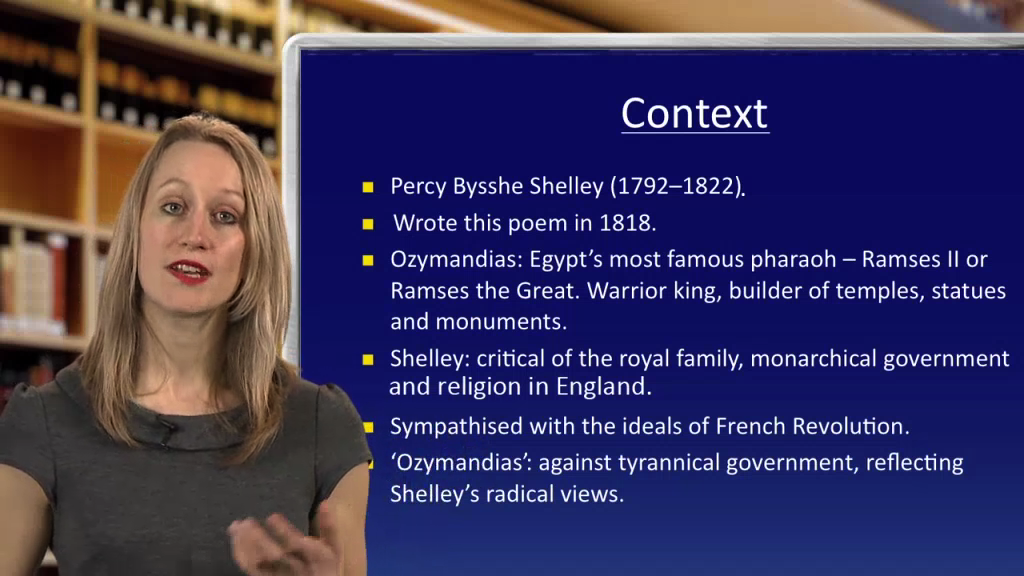 Context
Percy Bysshe Shelley (1792–1822).
Wrote this poem in 1818.
Ozymandias: Egypt’s most famous pharaoh – Ramses II or
Ramses the Great. Warrior king, builder of temples, statues
and monuments.
Shelley: critical of the royal family, monarchical government
and religion in England.
Sympathised with the ideals of French Revolution.
‘Ozymandias’: against tyrannical government, reflecting
Shelley’s radical views.